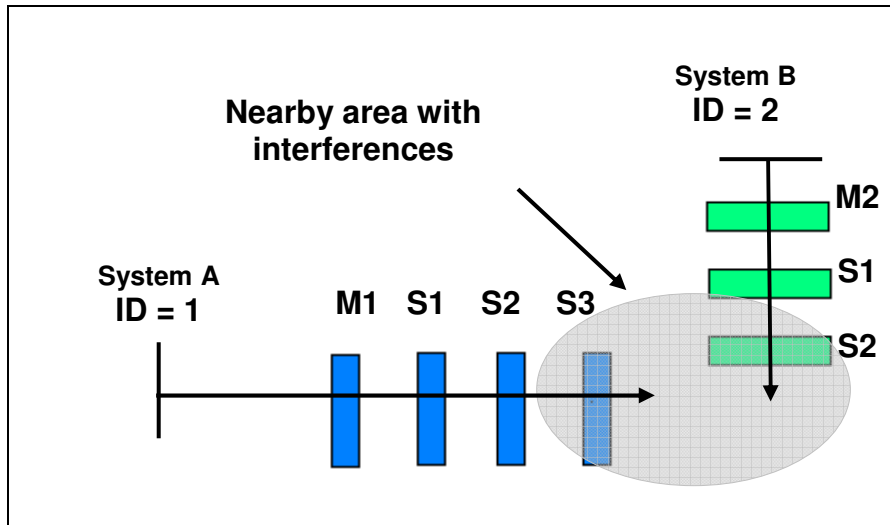 System B
ID = 2
Nearby area with
interferences
M2
System A
ID = 1
S1
M1 S1 S2 S3
S2